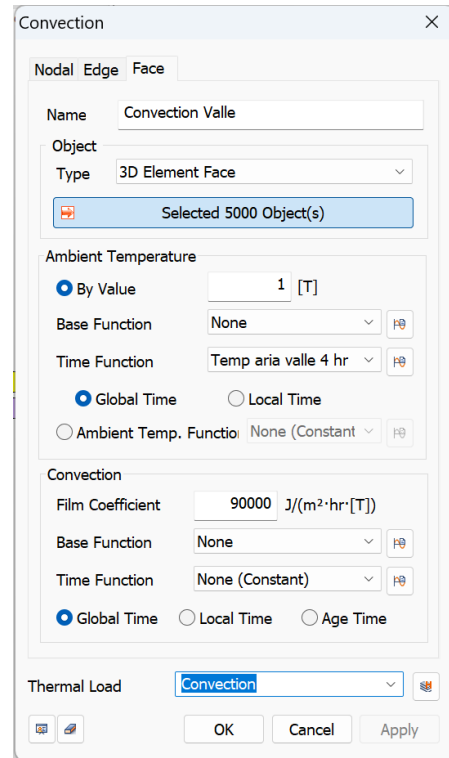 Convection
Nodal Edge Face
Name Convection Valle
Object
Type 3D Element Face
Selected 5000 Object(s)
Ambient Temperature
By Value 1 [T]
Base Function None
Time Function Temp aria valle 4 hr
Global Time Local Time
Ambient Temp. Functio None (Constant
Convection
Film Coefficient 90000 J/(m²·hr·[T])
Base Function None
Time Function None (Constant)
Global Time Local Time Age Time
Thermal Load Convection
OK Cancel Apply